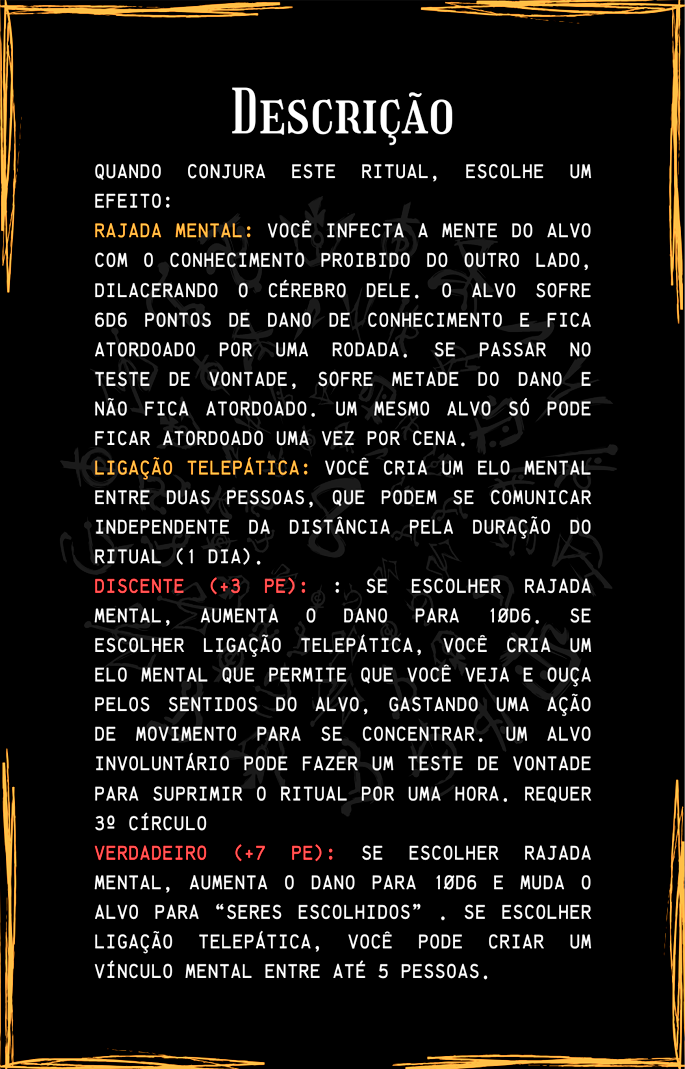 Descrição
QUANDO CONJURA ESTE RITUAL, ESCOLHE UM
EFEITO:
RAJADA MENTAL: VOCÊ INFECTA A MENTE DO ALVO
COM O CONHECIMENTO PROIBIDO DO OUTRO LADO,
DILACERANDO O CÉREBRO DELE. O ALVO SOFRE
6D6 PONTOS DE DANO DE CONHECIMENTO E FICA
ATORDOADO POR UMA RODADA. SE PASSAR NO
TESTE DE VONTADE, SOFRE METADE DO DANO E
NÃO FICA ATORDOADO. UM MESMO ALVO SÓ PODE
FICAR ATORDOADO UMA VEZ POR CENA.
LIGAÇÃO TELEPÁTICA: VOCÊ CRIA UM ELO MENTAL
ENTRE DUAS PESSOAS, QUE PODEM SE COMUNICAR
INDEPENDENTE DA DISTÂNCIA PELA DURAÇÃO DO
RITUAL (1 DIA).
DISCENTE (+3 PE): : SE ESCOLHER RAJADA
MENTAL, AUMENTA O DANO PARA 10D6. SE
ESCOLHER LIGAÇÃO TELEPÁTICA, VOCÊ CRIA UM
ELO MENTAL QUE PERMITE QUE VOCÊ VEJA E OUÇA
PELOS SENTIDOS DO ALVO, GASTANDO UMA AÇÃO
DE MOVIMENTO PARA SE CONCENTRAR. UM ALVO
INVOLUNTÁRIO PODE FAZER UM TESTE DE VONTADE
PARA SUPRIMIR O RITUAL POR UMA HORA. REQUER
3º CÍRCULO
VERDADEIRO (+7 PE): SE ESCOLHER RAJADA
MENTAL, AUMENTA O DANO PARA 10D6 E MUDA O
ALVO PARA “SERES ESCOLHIDOS” . SE ESCOLHER
LIGAÇÃO TELEPÁTICA, VOCÊ PODE CRIAR UM
VÍNCULO MENTAL ENTRE ATÉ 5 PESSOAS.